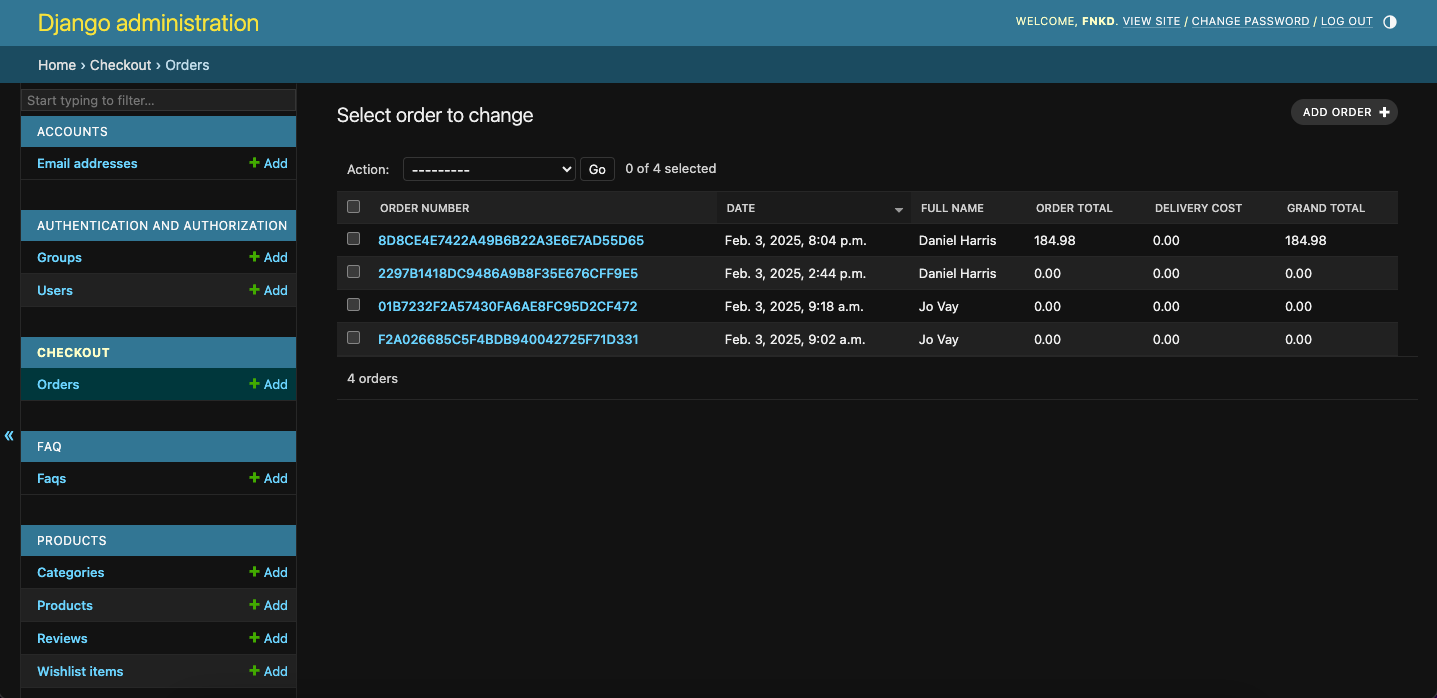 Django administration
WELCOME, FNKD. VIEW SITE / CHANGE PASSWORD / LOG OUT
Home › Checkout › Orders
Start typing to filter...
ACCOUNTS
Email addresses + Add
AUTHENTICATION AND AUTHORIZATION
Groups + Add
Users + Add
CHECKOUT
Orders + Add
FAQ
Faqs + Add
PRODUCTS
Categories + Add
Products + Add
Reviews + Add
Wishlist items + Add
«
Select order to change
ADD ORDER +
Action: --------- Go 0 of 4 selected
ORDER NUMBER DATE FULL NAME ORDER TOTAL DELIVERY COST GRAND TOTAL
8D8CE4E7422A49B6B22A3E6E7AD55D65 Feb. 3, 2025, 8:04 p.m. Daniel Harris 184.98 0.00 184.98
2297B1418DC9486A9B8F35E676CFF9E5 Feb. 3, 2025, 2:44 p.m. Daniel Harris 0.00 0.00 0.00
01B7232F2A57430FA6AE8FC95D2CF472 Feb. 3, 2025, 9:18 a.m. Jo Vay 0.00 0.00 0.00
F2A026685C5F4BDB940042725F71D331 Feb. 3, 2025, 9:02 a.m. Jo Vay 0.00 0.00 0.00
4 orders